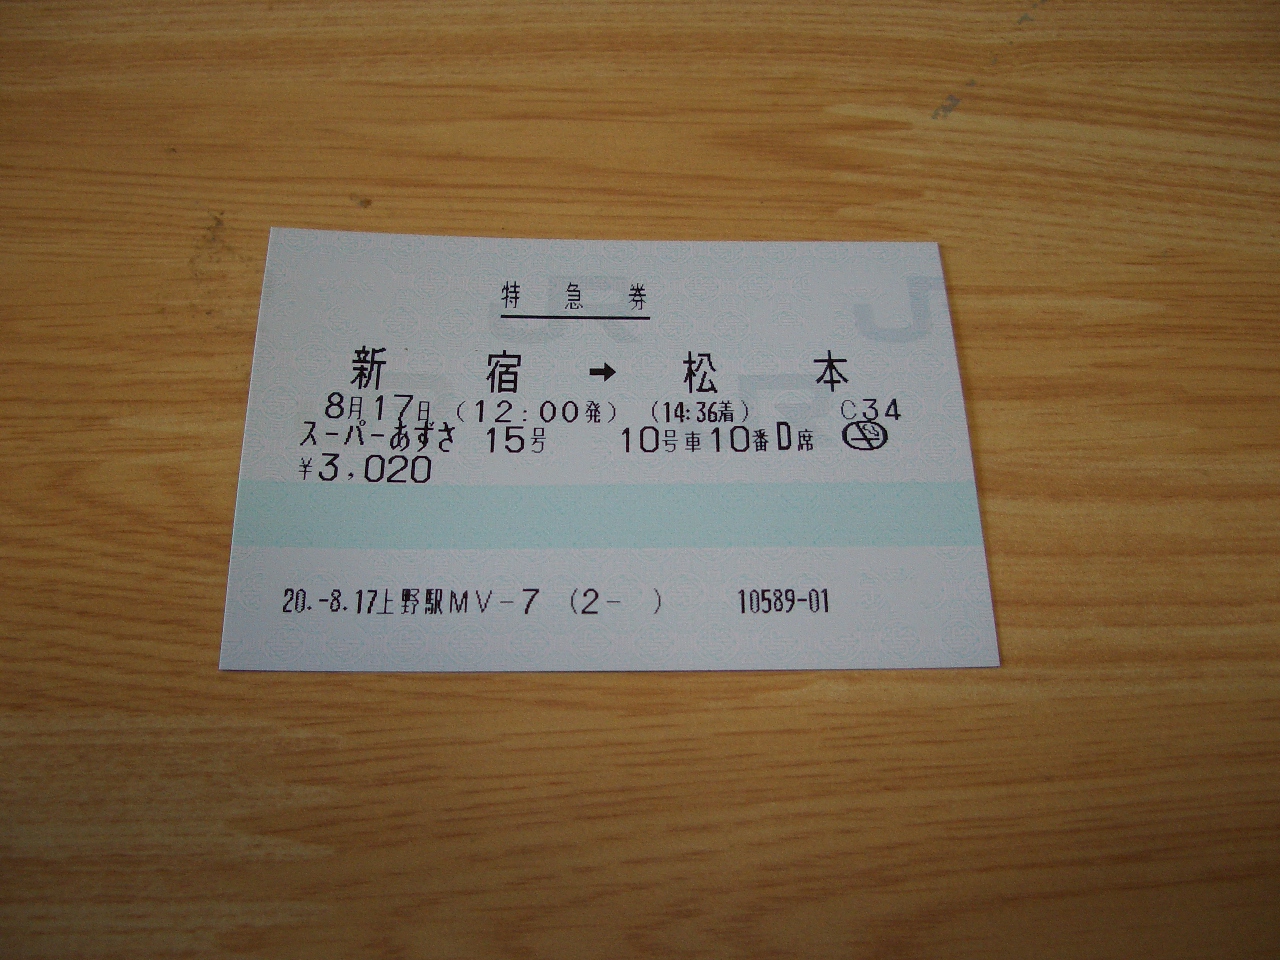 特急券
新宿 → 松本
8月17日 (12:00発) (14:36着) C34
スーパーあずさ 15号 10号車10番D席
¥3,020
20.-8.17上野駅MV-7 (2- ) 10589-01